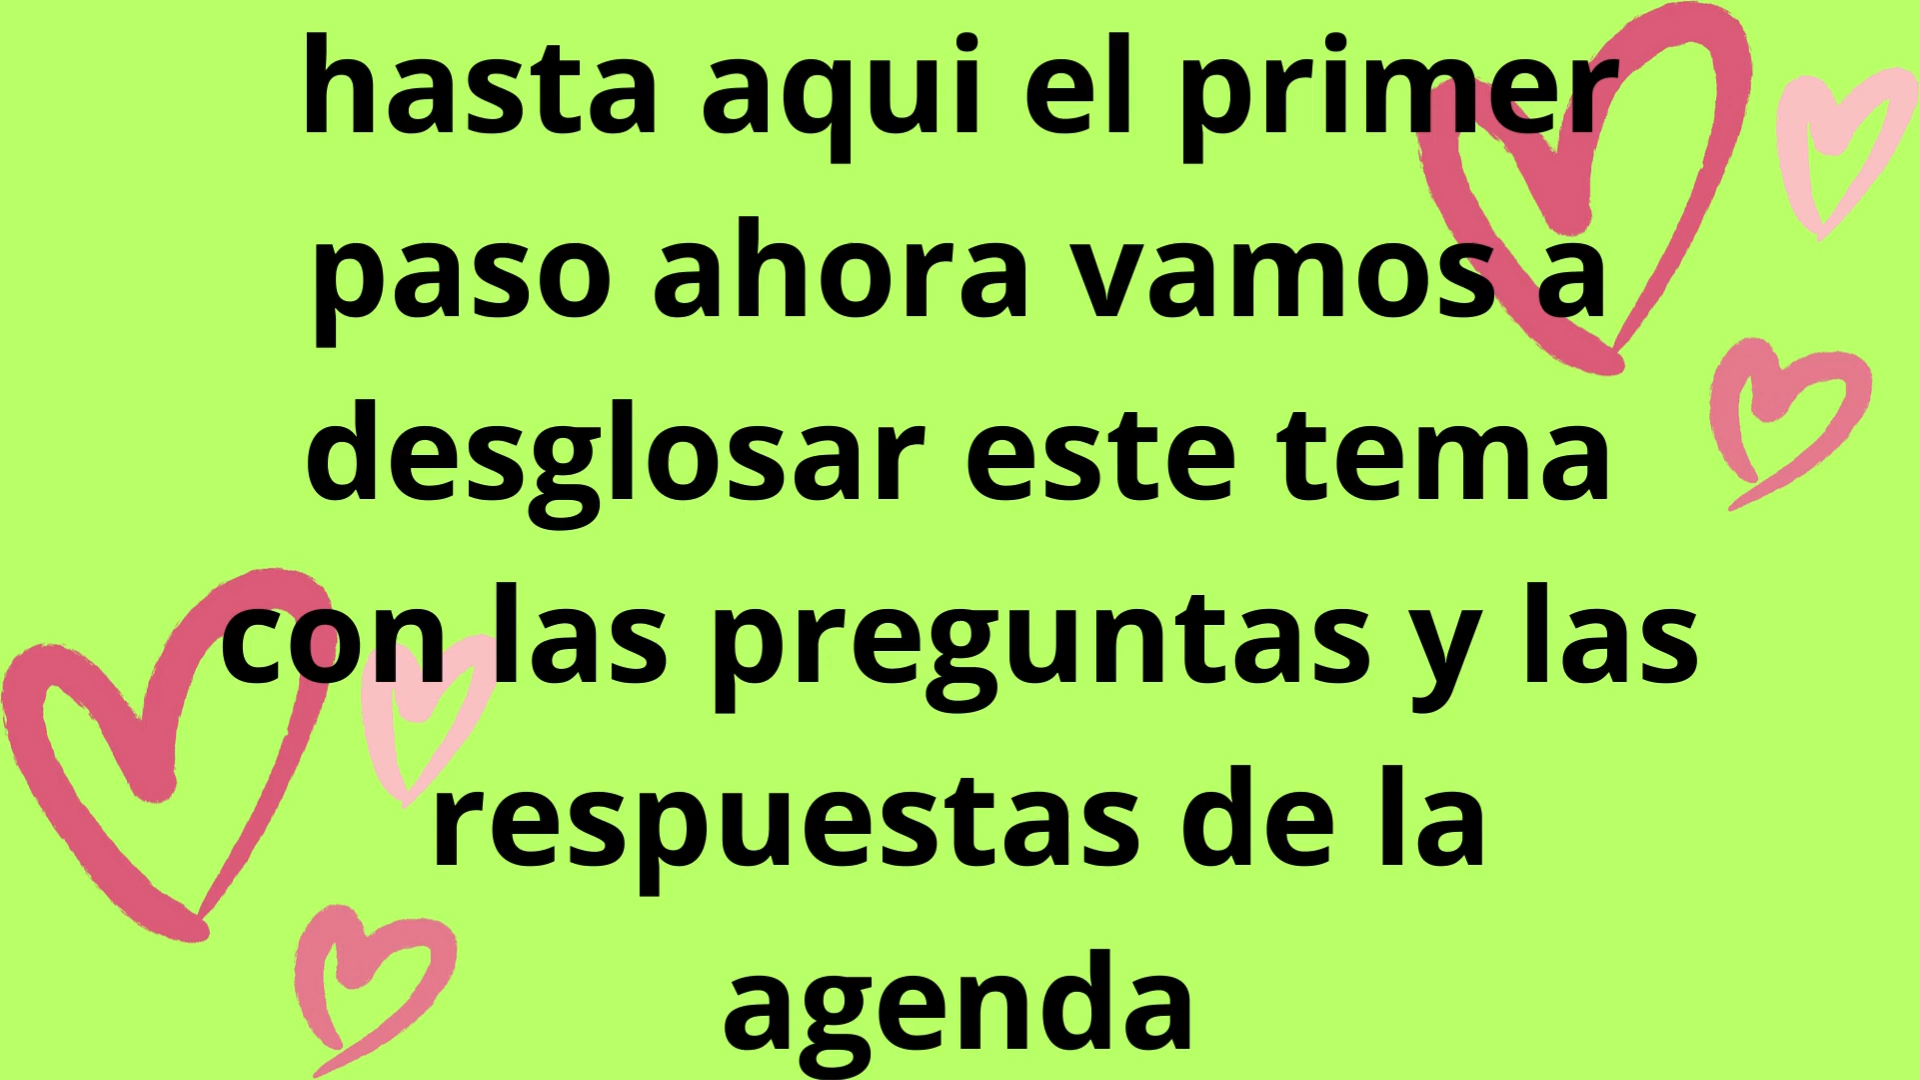 hasta aqui el primer
paso ahora vamos a
desglosar este tema
con las preguntas y las
respuestas de la
agenda